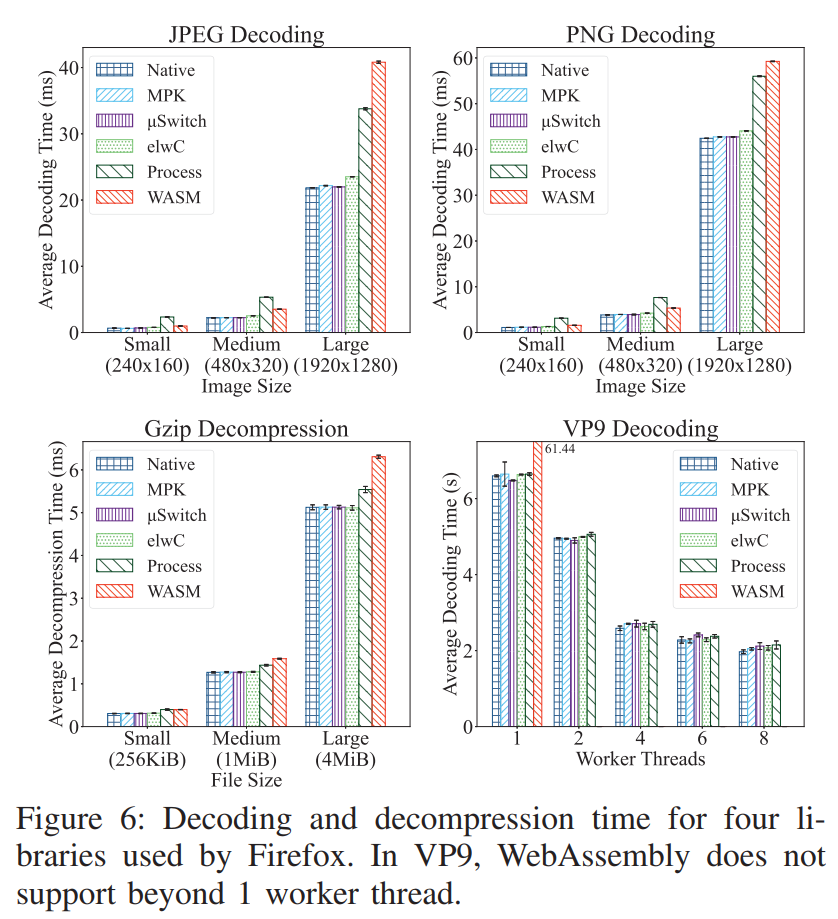 JPEG Decoding
Average Decoding Time (ms)
40
30
20
10
0
Native
MPK
μSwitch
elwC
Process
WASM
Small
(240x160)
Medium
(480x320)
Large
(1920x1280)
Image Size
PNG Decoding
Average Decoding Time (ms)
60
50
40
30
20
10
0
Native
MPK
μSwitch
elwC
Process
WASM
Small
(240x160)
Medium
(480x320)
Large
(1920x1280)
Image Size
Gzip Decompression
Average Decompression Time (ms)
6
5
4
3
2
1
0
Native
MPK
μSwitch
elwC
Process
WASM
Small
(256KiB)
Medium
(1MiB)
Large
(4MiB)
File Size
VP9 Deocoding
Average Decoding Time (s)
6
4
2
0
61.44
Native
MPK
μSwitch
elwC
Process
WASM
1
2
4
6
8
Worker Threads
Figure 6: Decoding and decompression time for four li-
braries used by Firefox. In VP9, WebAssembly does not
support beyond 1 worker thread.